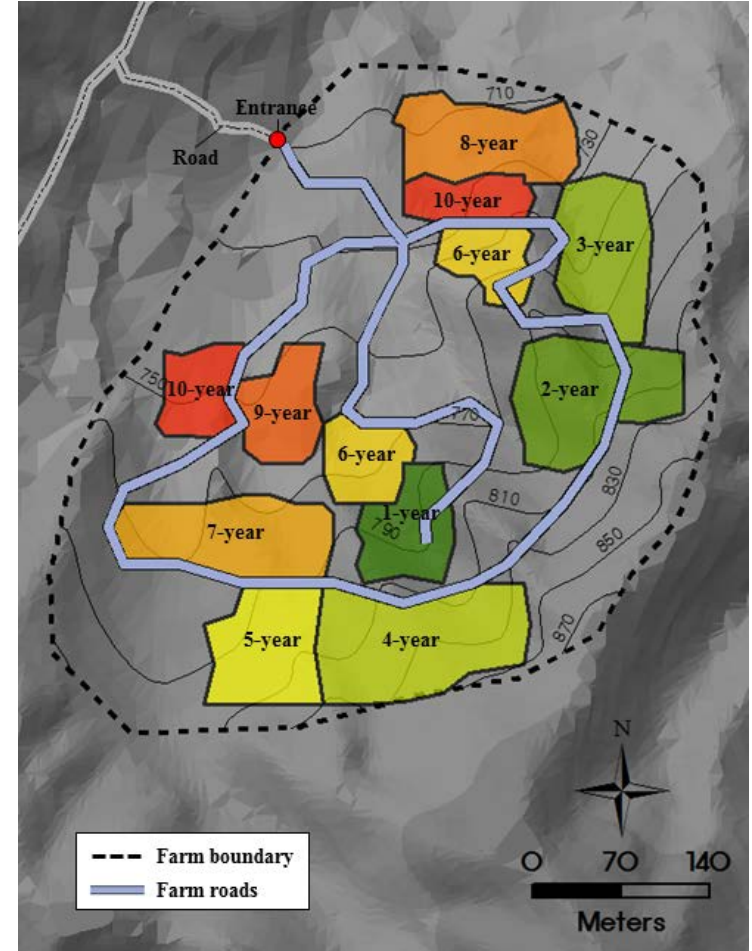 710
Entranse
730
8-year
Road
10-year
6-year
3-year
750
10-year
9-year
2-year
770
6-year
830
810
1-year
790
7-year
850
870
5-year
4-year
N
Farm boundary
Farm roads
0 70 140
Meters